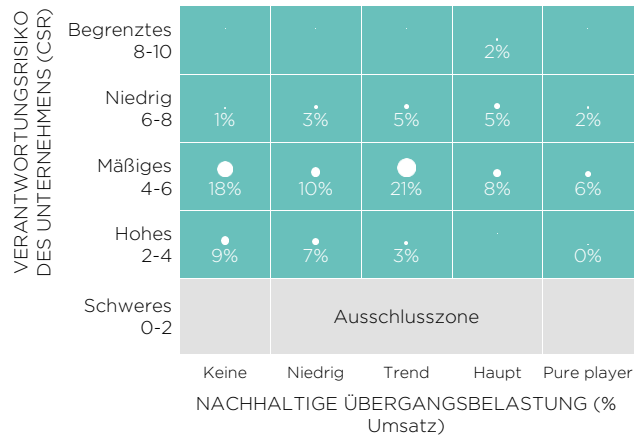 VERANTWORTUNGSRISIKO
DES UNTERNEHMENS (CSR)
Begrenztes
8-10
2%
Niedrig
6-8
1% 3% 5% 5% 2%
Mäßiges
4-6
18% 10% 21% 8% 6%
Hohes
2-4
9% 7% 3% 0%
Schweres
0-2
Ausschlusszone
Keine Niedrig Trend Haupt Pure player
NACHHALTIGE ÜBERGANGSBELASTUNG (%
Umsatz)